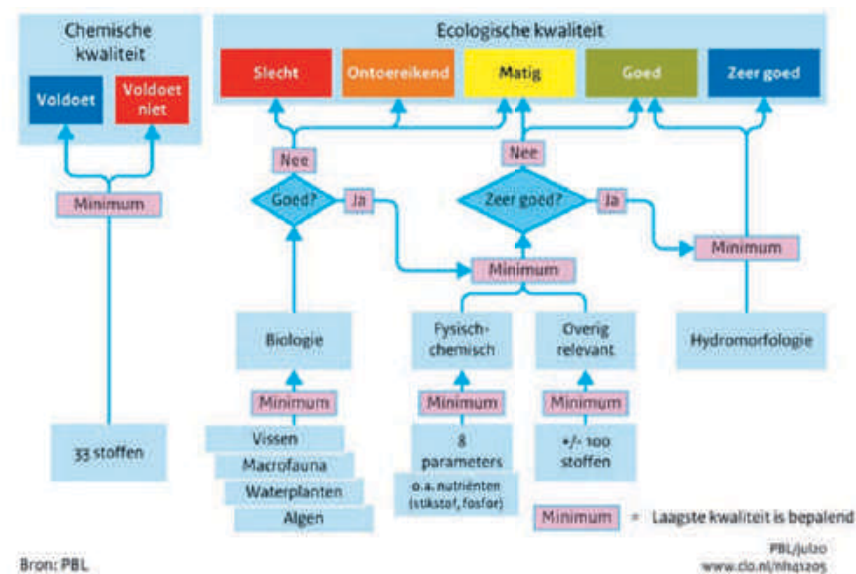 Chemische
kwaliteit
Voldoet
Voldoet
niet
Minimum
33 stoffen
Ecologische kwaliteit
Slecht
Ontoereikend
Matig
Goed
Zeer goed
Nee
Nee
Goed?
Ja
Zeer goed?
Ja
Minimum
Minimum
Biologie
Fysisch-
chemisch
Overig
relevant
Hydromorfologie
Minimum
Minimum
Minimum
Vissen
Macrofauna
Waterplanten
Algen
8
parameters
o.a. nutriënten
(stikstof, fosfor)
+/- 100
stoffen
Minimum = Laagste kwaliteit is bepalend
Bron: PBL
PBL/jul20
www.clo.nl/nl141205